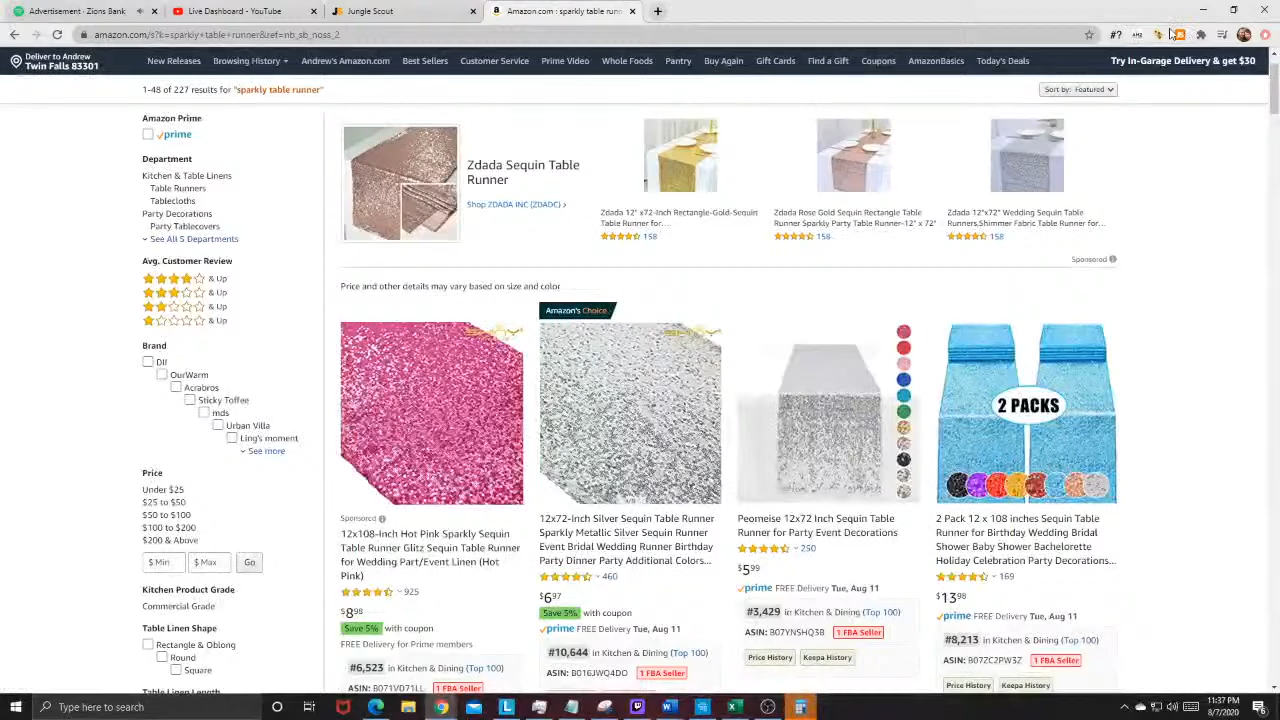 Advertisement - Zions Bank
Live Dashboard - YouTube
Jungle Scout
Amazon.com : sparkly table runn
amazon.com/s?k=sparkly+table+runner&ref=nb_sb_noss_2
Deliver to Andrew
Twin Falls 83301
New Releases
Browsing History
Andrew's Amazon.com
Best Sellers
Customer Service
Prime Video
Whole Foods
Pantry
Buy Again
Gift Cards
Find a Gift
Coupons
AmazonBasics
Today's Deals
Try In-Garage Delivery & get $30
1-48 of 227 results for "sparkly table runner"
Sort by: Featured
Amazon Prime
prime
Department
Kitchen & Table Linens
Table Runners
Tablecloths
Party Decorations
Party Tablecovers
See All 5 Departments
Avg. Customer Review
& Up
& Up
& Up
& Up
Brand
DII
OurWarm
Acrabros
Sticky Toffee
mds
Urban Villa
Ling's moment
See more
Price
Under $25
$25 to $50
$50 to $100
$100 to $200
$200 & Above
$ Min
$ Max
Go
Kitchen Product Grade
Commercial Grade
Table Linen Shape
Rectangle & Oblong
Round
Square
Table Linen Length
Zdada Sequin Table
Runner
Shop ZDADA INC (ZDADC) ›
Zdada 12" x72-Inch Rectangle-Gold-Sequin
Table Runner for…
158
Zdada Rose Gold Sequin Rectangle Table
Runner Sparkly Party Table Runner-12" x 72"
158
Zdada 12"x72" Wedding Sequin Table
Runners,Shimmer Fabric Table Runner for…
158
Sponsored
Price and other details may vary based on size and color
Sponsored
12x108-Inch Hot Pink Sparkly Sequin
Table Runner Glitz Sequin Table Runner
for Wedding Part/Event Linen (Hot
Pink)
925
$8.98
Save 5% with coupon
FREE Delivery for Prime members
#6,523 in Kitchen & Dining (Top 100)
ASIN: B071VD71LL 1 FBA Seller
Amazon's Choice
12x72-Inch Silver Sequin Table Runner
Sparkly Metallic Silver Sequin Runner
Event Bridal Wedding Runner Birthday
Party Dinner Party Additional Colors…
460
$6.97
Save 5% with coupon
prime FREE Delivery Tue, Aug 11
#10,644 in Kitchen & Dining (Top 100)
ASIN: B016JWQ4DO 1 FBA Seller
Peomeise 12x72 Inch Sequin Table
Runner for Party Event Decorations
250
$5.99
prime FREE Delivery Tue, Aug 11
#3,429 in Kitchen & Dining (Top 100)
ASIN: B07YNSHQ3B 1 FBA Seller
Price History
Keepa History
2 PACKS
2 Pack 12 x 108 inches Sequin Table
Runner for Birthday Wedding Bridal
Shower Baby Shower Bachelorette
Holiday Celebration Party Decorations…
169
$13.98
prime FREE Delivery Tue, Aug 11
#8,213 in Kitchen & Dining (Top 100)
ASIN: B07ZC2PW3Z 1 FBA Seller
Price History
Keepa History
Type here to search
11:37 PM
8/7/2020